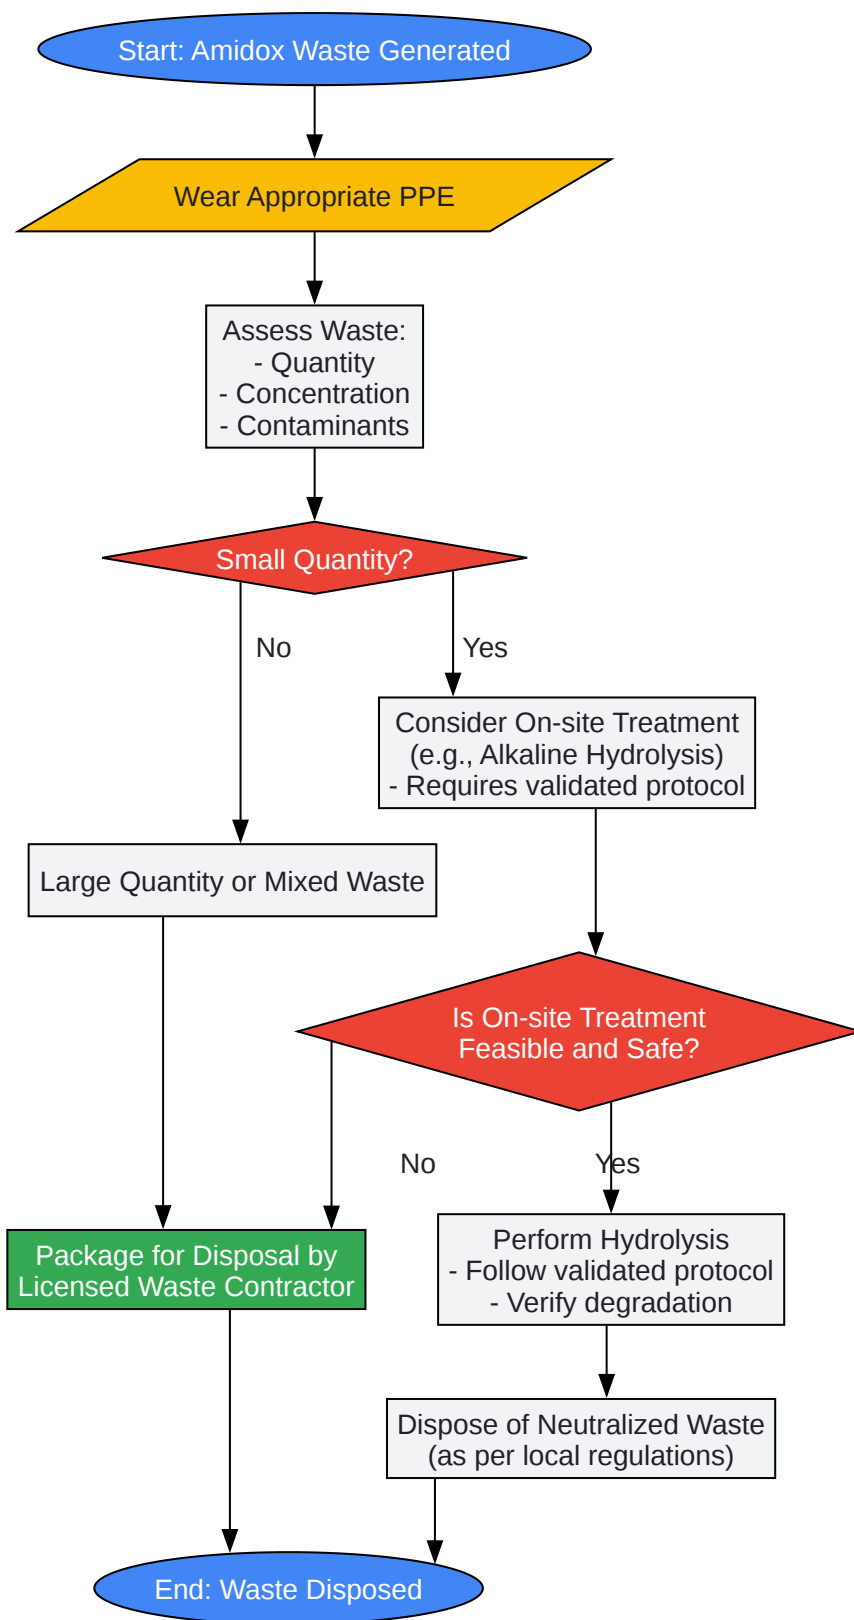 Start: Amidox Waste Generated
Wear Appropriate PPE
Assess Waste:
- Quantity
- Concentration
- Contaminants
Small Quantity?
No
Yes
Consider On-site Treatment
(e.g., Alkaline Hydrolysis)
- Requires validated protocol
Large Quantity or Mixed Waste
Is On-site Treatment
Feasible and Safe?
No
Yes
Package for Disposal by
Licensed Waste Contractor
Perform Hydrolysis
- Follow validated protocol
- Verify degradation
Dispose of Neutralized Waste
(as per local regulations)
End: Waste Disposed